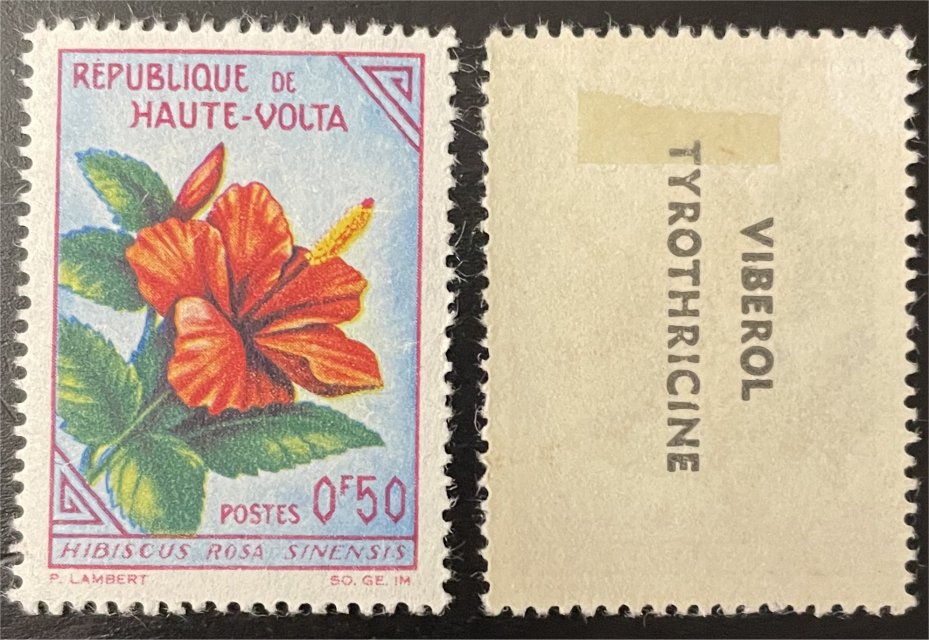 RÉPUBLIQUE DE
HAUTE-VOLTA
POSTES 0F50
HIBISCUS ROSA SINENSIS
P. LAMBERT
SO. GE. IM
VIBEROL
TYROTHRICINE